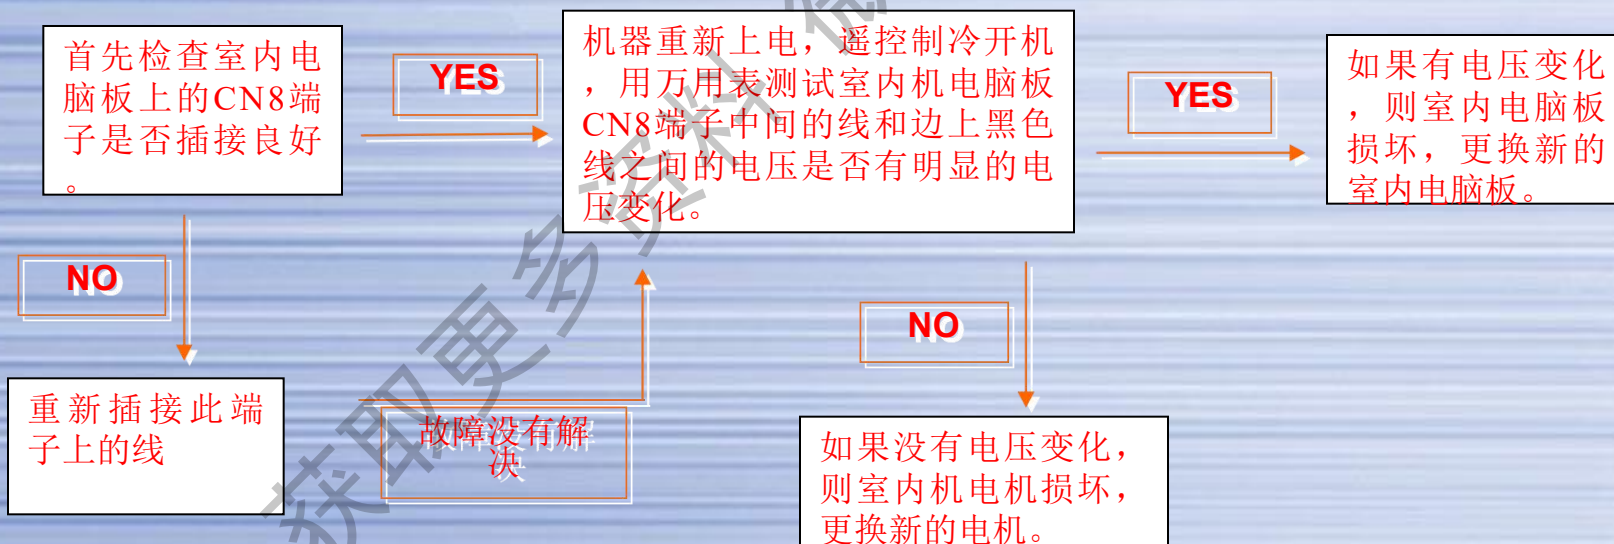 首先检查室内电
脑板上的CN8端
子是否插接良好
。
YES
机器重新上电，遥控制冷开机
，用万用表测试室内机电脑板
CN8端子中间的线和边上黑色
线之间的电压是否有明显的电
压变化。
YES
如果有电压变化
，则室内电脑板
损坏，更换新的
室内电脑板。
NO
重新插接此端
子上的线
故障没有解
决
NO
如果没有电压变化，
则室内机电机损坏，
更换新的电机。
获取更多资料 微